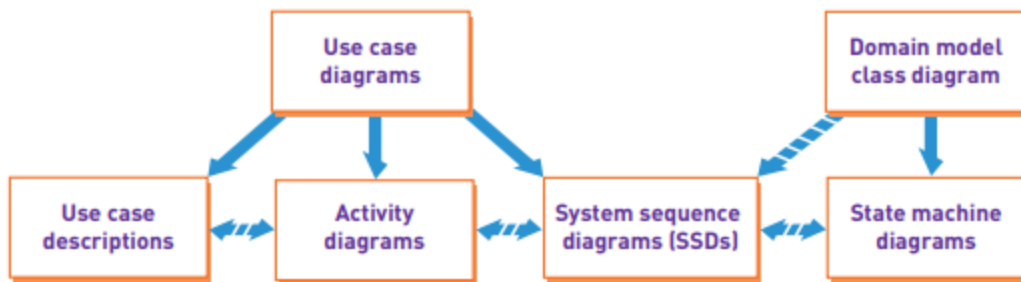 Use case
diagrams
Domain model
class diagram
Use case
descriptions
Activity
diagrams
System sequence
diagrams (SSDs)
State machine
diagrams